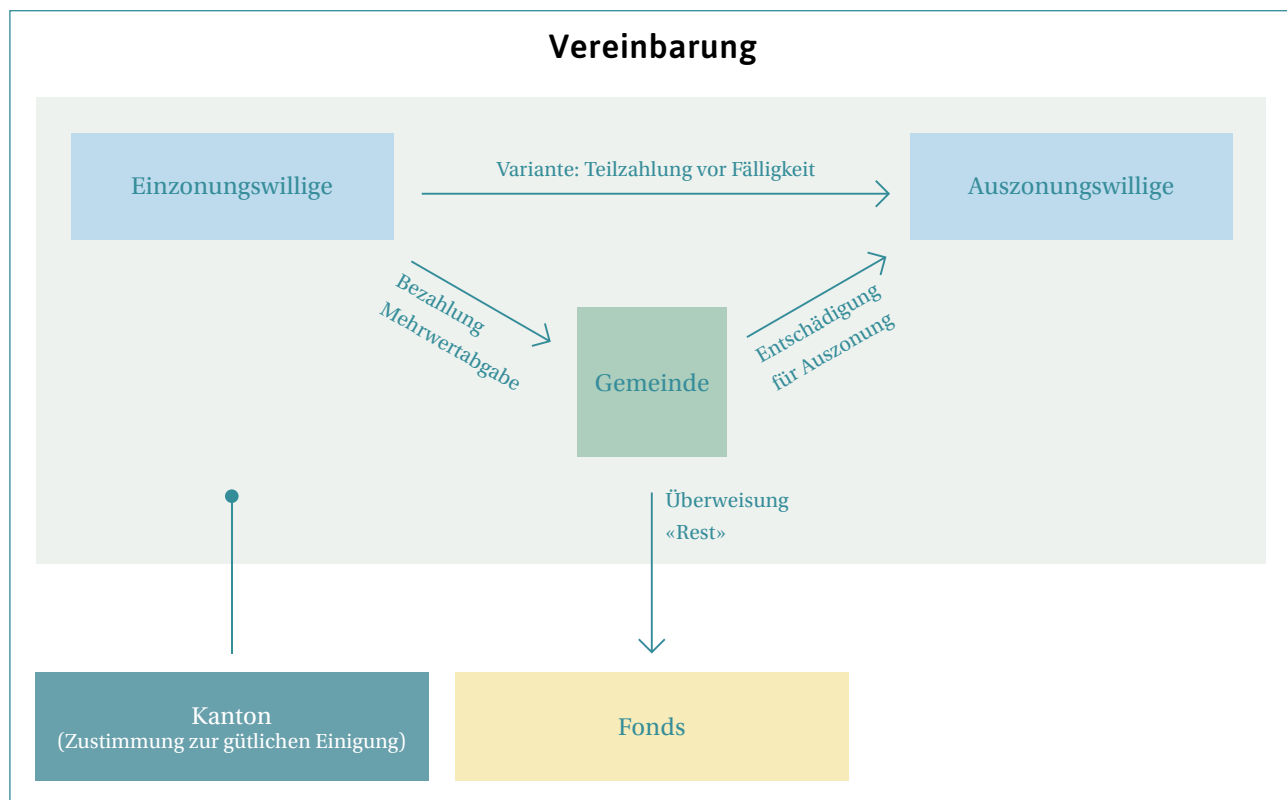 Vereinbarung
Einzonungswillige
Variante: Teilzahlung vor Fälligkeit
Auszonungswillige
Bezahlung
Mehrwertabgabe
Gemeinde
Entschädigung
für Auszonung
Überweisung
«Rest»
Kanton
(Zustimmung zur gütlichen Einigung)
Fonds